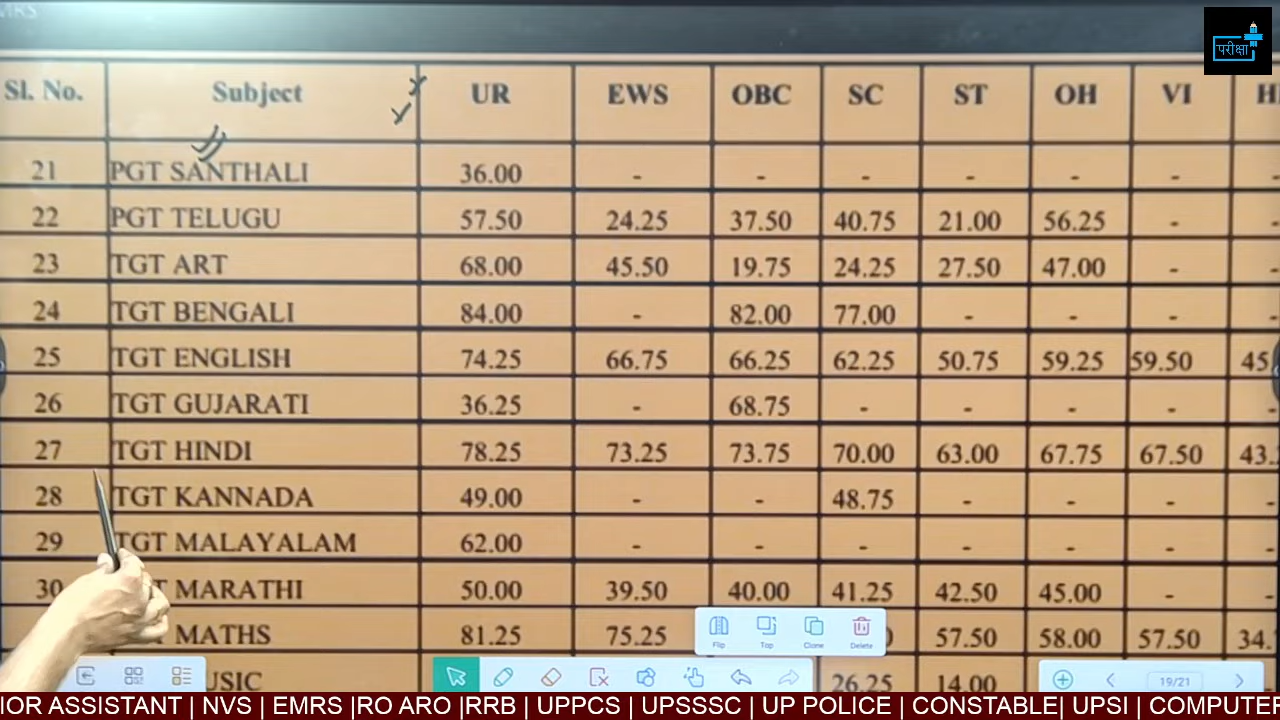 परीक्षा
Sl. No. Subject UR EWS OBC SC ST OH VI
21 PGT SANTHALI 36.00 - - - - - -
22 PGT TELUGU 57.50 24.25 37.50 40.75 21.00 56.25 - -
23 TGT ART 68.00 45.50 19.75 24.25 27.50 47.00 - -
24 TGT BENGALI 84.00 - 82.00 77.00 - - - -
25 TGT ENGLISH 74.25 66.75 66.25 62.25 50.75 59.25 59.50 45
26 TGT GUJARATI 36.25 - 68.75 - - - - -
27 TGT HINDI 78.25 73.25 73.75 70.00 63.00 67.75 67.50 43.
28 TGT KANNADA 49.00 - - 48.75 - - - -
29 TGT MALAYALAM 62.00 - - - - - - -
30 MARATHI 50.00 39.50 40.00 41.25 42.50 45.00 - -
MATHS 81.25 75.25 57.50 58.00 57.50 34.
USIC 26.25 14.00
Flip Top Clone Delete
19/21
IOR ASSISTANT | NVS | EMRS |RO ARO |RRB | UPPCS | UPSSSC | UP POLICE | CONSTABLE| UPSI | COMPUTER